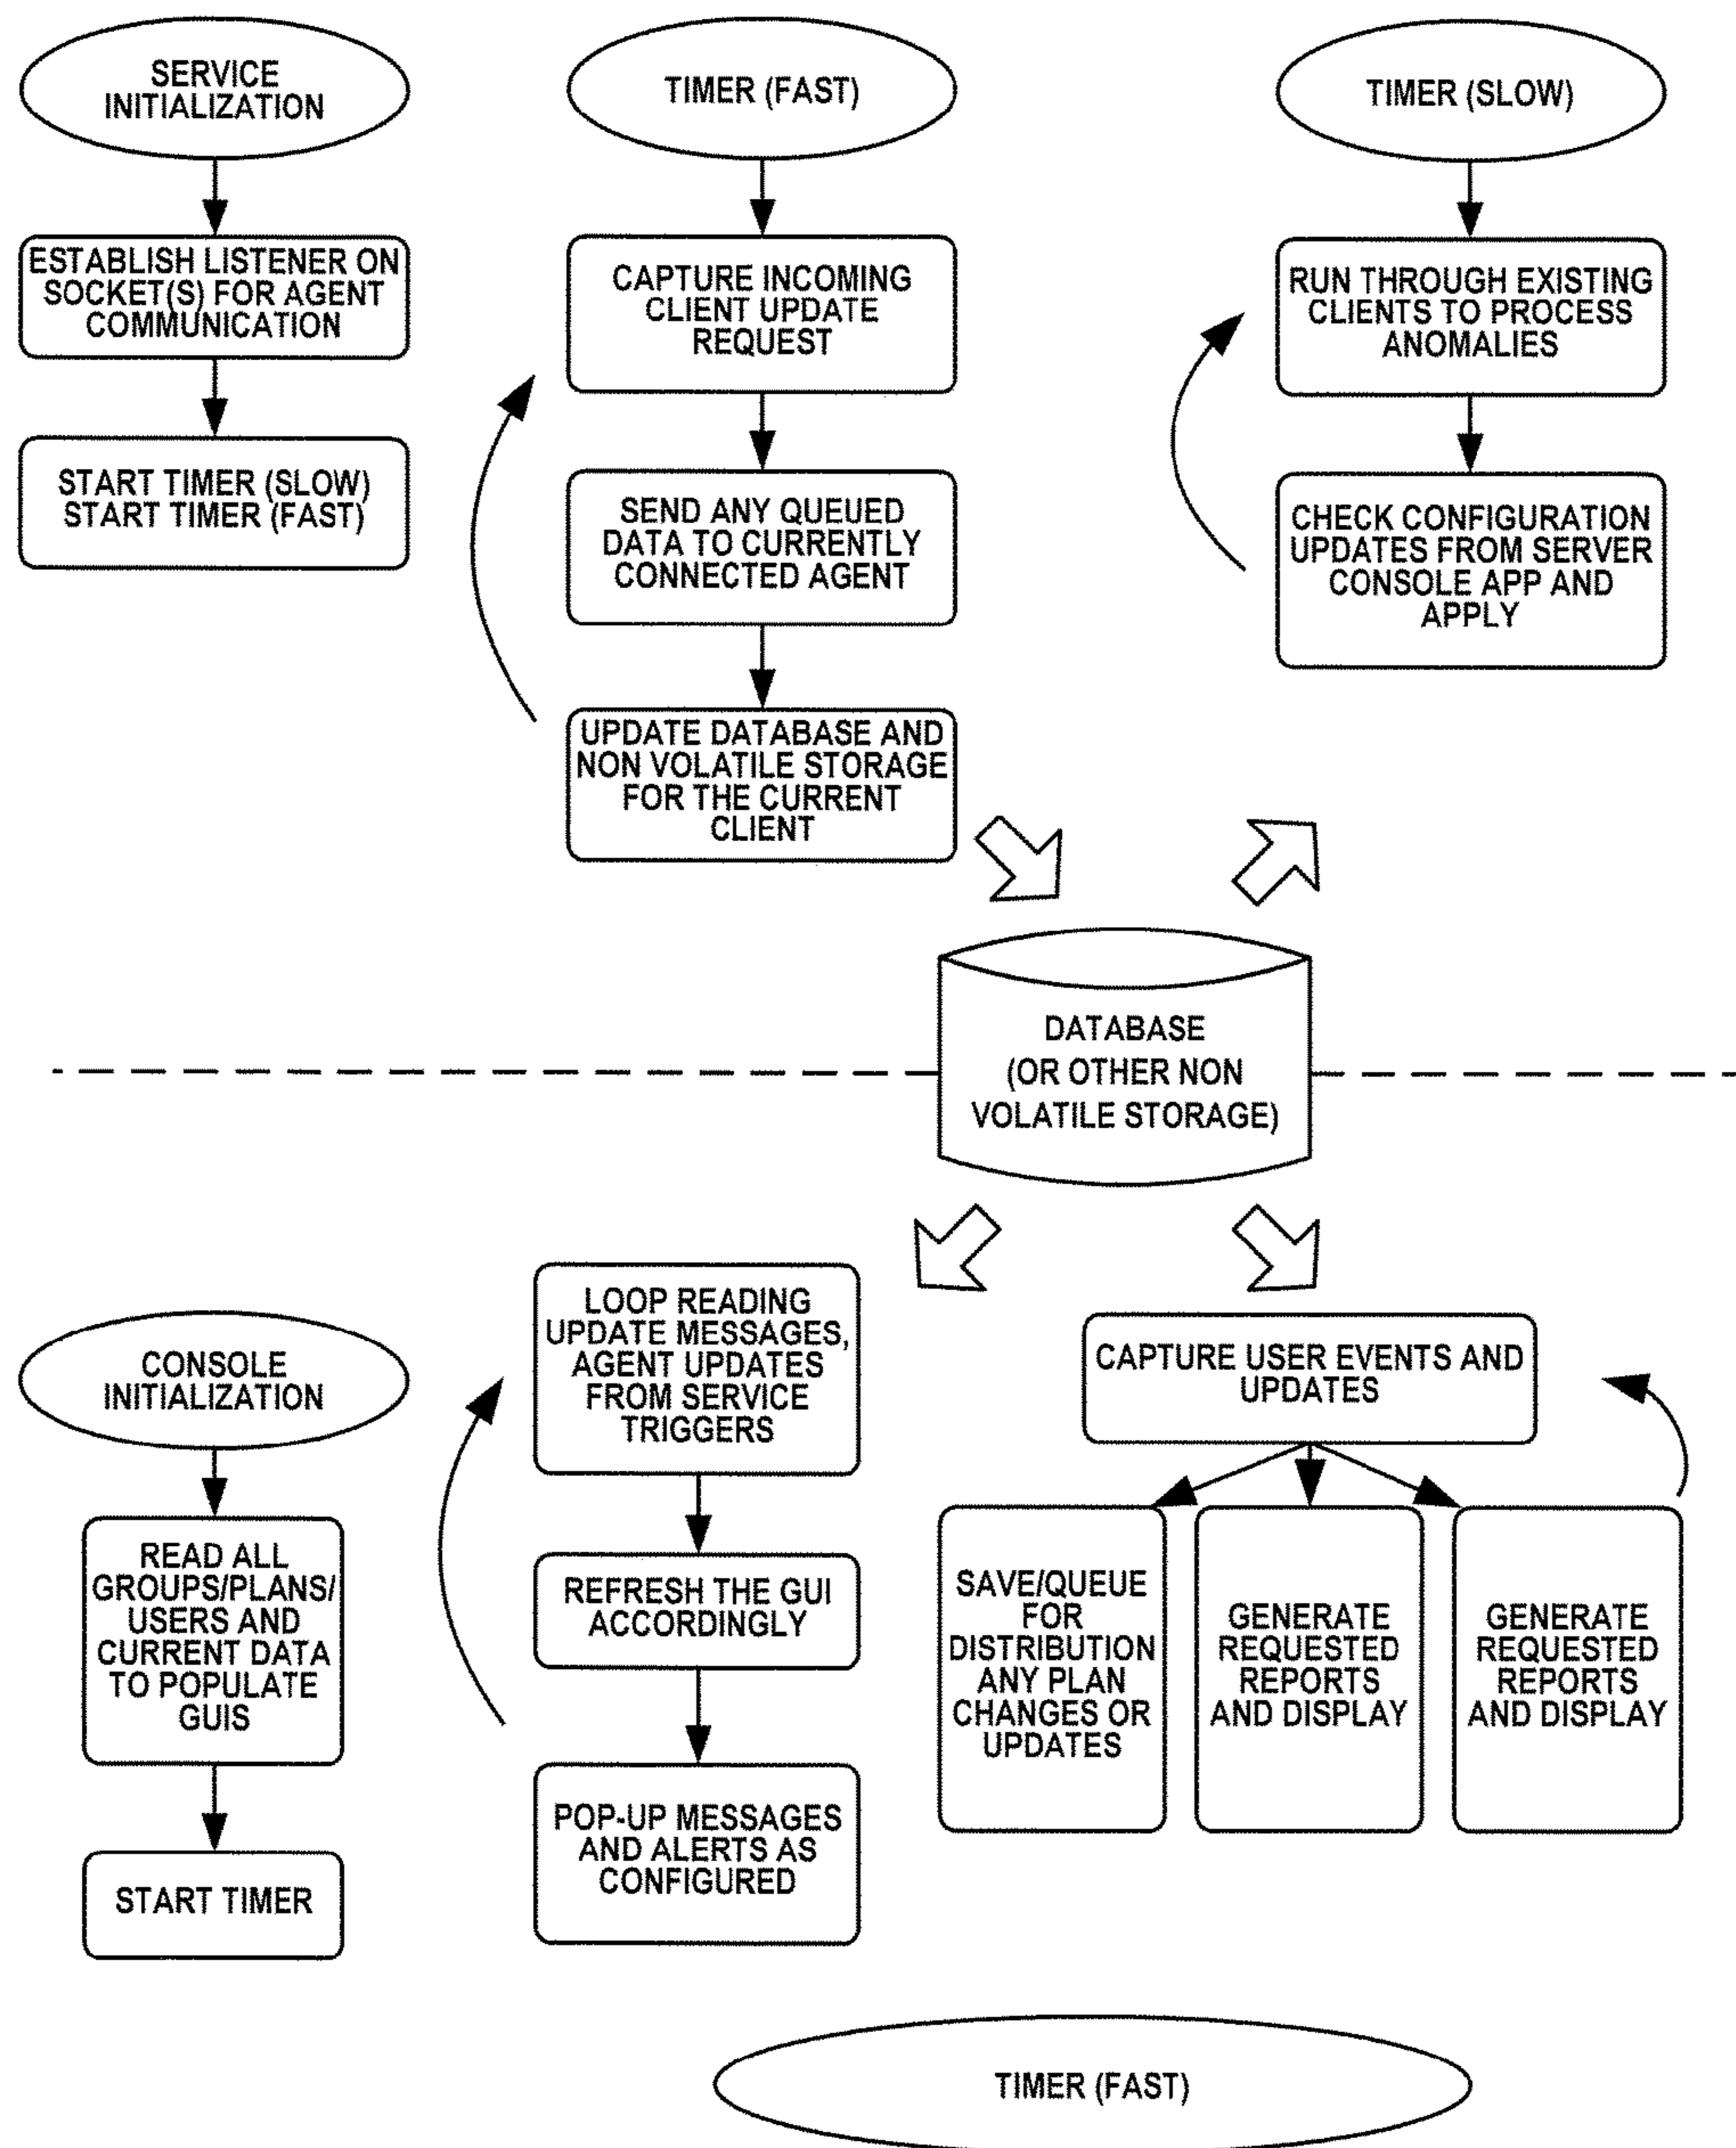 SERVICE
INITIALIZATION
ESTABLISH LISTENER ON
SOCKET(S) FOR AGENT
COMMUNICATION
START TIMER (SLOW)
START TIMER (FAST)
TIMER (FAST)
CAPTURE INCOMING
CLIENT UPDATE
REQUEST
SEND ANY QUEUED
DATA TO CURRENTLY
CONNECTED AGENT
UPDATE DATABASE AND
NON VOLATILE STORAGE
FOR THE CURRENT
CLIENT
TIMER (SLOW)
RUN THROUGH EXISTING
CLIENTS TO PROCESS
ANOMALIES
CHECK CONFIGURATION
UPDATES FROM SERVER
CONSOLE APP AND
APPLY
DATABASE
(OR OTHER NON
VOLATILE STORAGE)
CONSOLE
INITIALIZATION
READ ALL
GROUPS/PLANS/
USERS AND
CURRENT DATA
TO POPULATE
GUIS
START TIMER
LOOP READING
UPDATE MESSAGES,
AGENT UPDATES
FROM SERVICE
TRIGGERS
REFRESH THE GUI
ACCORDINGLY
POP-UP MESSAGES
AND ALERTS AS
CONFIGURED
CAPTURE USER EVENTS AND
UPDATES
SAVE/QUEUE
FOR
DISTRIBUTION
ANY PLAN
CHANGES OR
UPDATES
GENERATE
REQUESTED
REPORTS
AND DISPLAY
GENERATE
REQUESTED
REPORTS
AND DISPLAY
TIMER (FAST)